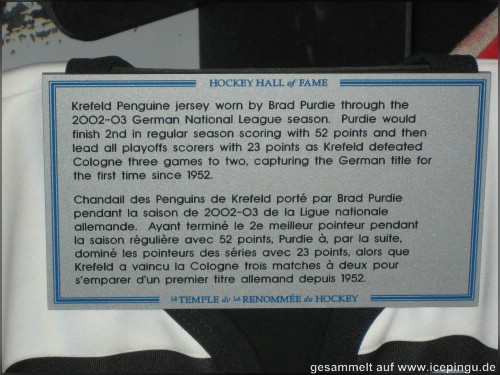 HOCKEY HALL of FAME
Krefeld Penguine jersey worn by Brad Purdie through the
2002-03 German National League season. Purdie would
finish 2nd in regular season scoring with 52 points and then
lead all playoffs scorers with 23 points as Krefeld defeated
Cologne three games to two, capturing the German title for
the first time since 1952.
Chandail des Penguins de Krefeld porté par Brad Purdie
pendant la saison de 2002-03 de la Ligue nationale
allemande. Ayant terminé le 2e meilleur pointeur pendant
la saison régulière avec 52 points, Purdie à, par la suite,
dominé les pointeurs des séries avec 23 points, alors que
Krefeld a vaincu la Cologne trois matches à deux pour
s'emparer d'un premier titre allemand depuis 1952.
LE TEMPLE de LA RENOMMÉE du HOCKEY
gesammelt auf www.icepingu.de